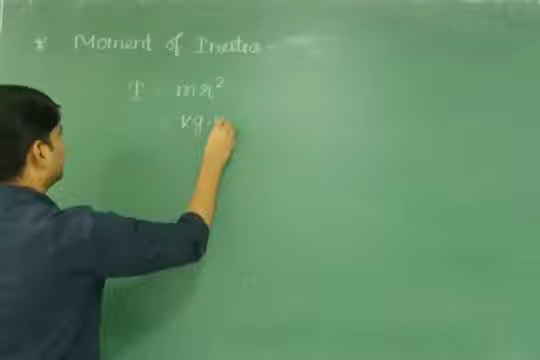 * Moment of Inertia -
I = mr²
= kg.